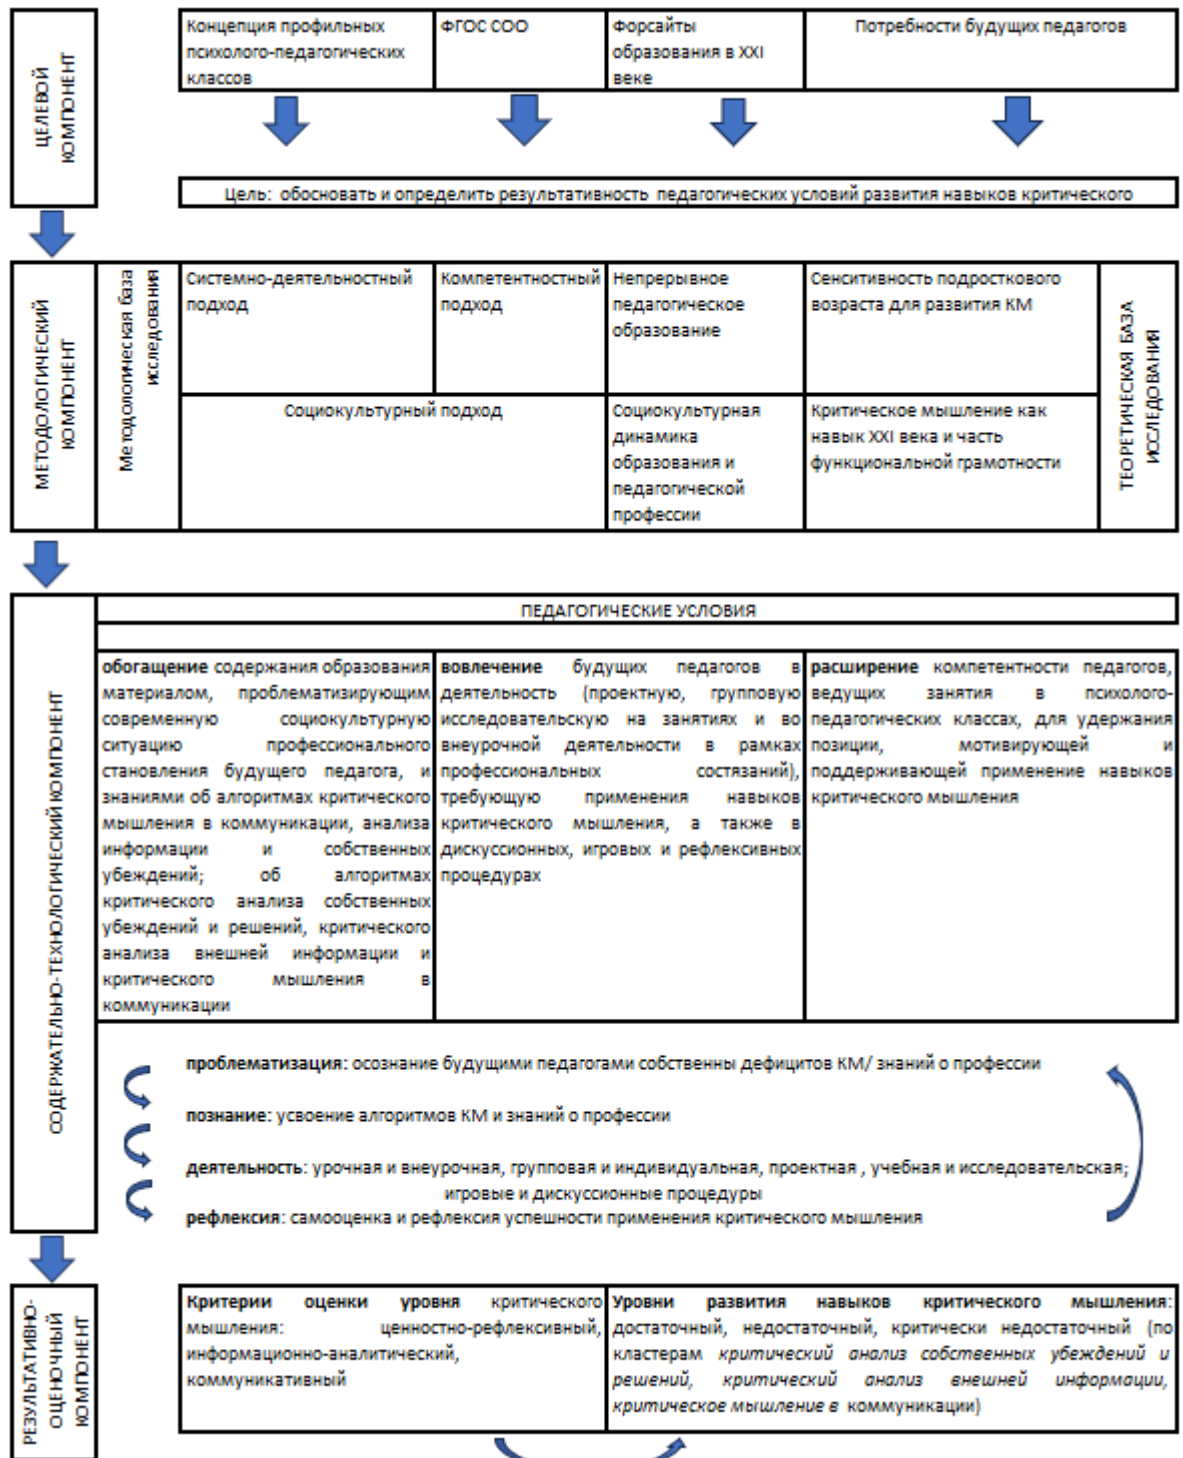 ЦЕЛЕВОЙ
КОМПОНЕНТ
Концепция профильных
психолого-педагогических
классов
ФГОС СОО
Форсайты
образования в XXI
веке
Потребности будущих педагогов
Цель: обосновать и определить результативность педагогических условий развития навыков критического
МЕТОДОЛОГИЧЕСКИЙ
КОМПОНЕНТ
Методологическая база
исследования
Системно-деятельностный
подход
Компетентностный
подход
Непрерывное
педагогическое
образование
Сенситивность подросткового
возраста для развития КМ
Социокультурный подход
Социокультурная
динамика
образования и
педагогической
профессии
Критическое мышление как
навык XXI века и часть
функциональной грамотности
ТЕОРЕТИЧЕСКАЯ БАЗА
ИССЛЕДОВАНИЯ
СОДЕРЖАТЕЛЬНО-ТЕХНОЛОГИЧЕСКИЙ КОМПОНЕНТ
ПЕДАГОГИЧЕСКИЕ УСЛОВИЯ
обогащение содержания образования
материалом, проблематизирующим
современную социокультурную
ситуацию профессионального
становления будущего педагога, и
знаниями об алгоритмах критического
мышления в коммуникации, анализа
информации и собственных
убеждений; об алгоритмах
критического анализа собственных
убеждений и решений, критического
анализа внешней информации и
критического мышления в
коммуникации
вовлечение будущих педагогов в
деятельность (проектную, групповую
исследовательскую на занятиях и во
внеурочной деятельности в рамках
профессиональных состязаний),
требующую применения навыков
критического мышления, а также в
дискуссионных, игровых и рефлексивных
процедурах
расширение компетентности педагогов,
ведущих занятия в психолого-
педагогических классах, для удержания
позиции, мотивирующей и
поддерживающей применение навыков
критического мышления
проблематизация: осознание будущими педагогами собственны дефицитов КМ/ знаний о профессии
познание: усвоение алгоритмов КМ и знаний о профессии
деятельность: урочная и внеурочная, групповая и индивидуальная, проектная , учебная и исследовательская;
игровые и дискуссионные процедуры
рефлексия: самооценка и рефлексия успешности применения критического мышления
РЕЗУЛЬТАТИВНО-
ОЦЕНОЧНЫЙ
КОМПОНЕНТ
Критерии оценки уровня критического
мышления: ценностно-рефлексивный,
информационно-аналитический,
коммуникативный
Уровни развития навыков критического мышления:
достаточный, недостаточный, критически недостаточный (по
кластерам критический анализ собственных убеждений и
решений, критический анализ внешней информации,
критическое мышление в коммуникации)